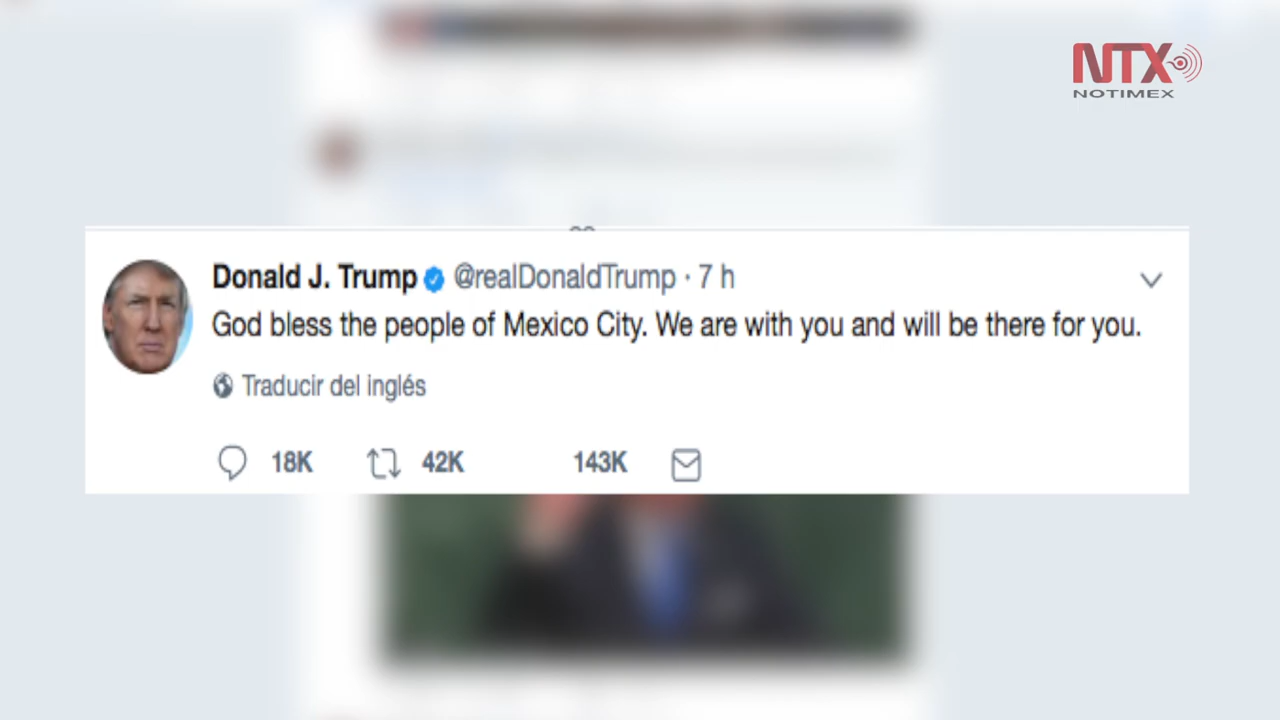 NTX
NOTIMEX
Donald J. Trump @realDonaldTrump · 7 h
God bless the people of Mexico City. We are with you and will be there for you.
Traducir del inglés
18K 42K 143K